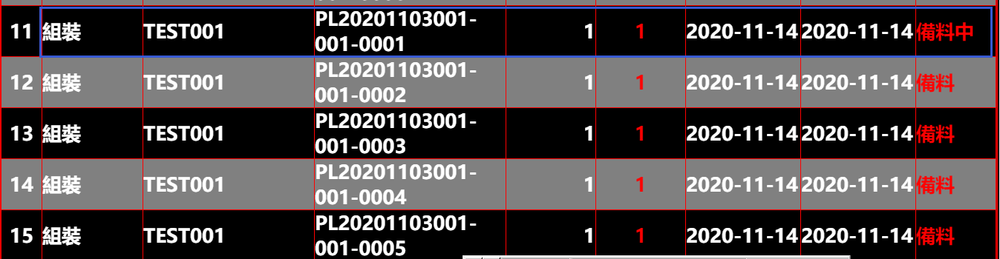 11 組裝 TEST001 PL20201103001-001-0001 1 1 2020-11-14 2020-11-14 備料中
12 組裝 TEST001 PL20201103001-001-0002 1 1 2020-11-14 2020-11-14 備料
13 組裝 TEST001 PL20201103001-001-0003 1 1 2020-11-14 2020-11-14 備料
14 組裝 TEST001 PL20201103001-001-0004 1 1 2020-11-14 2020-11-14 備料
15 組裝 TEST001 PL20201103001-001-0005 1 1 2020-11-14 2020-11-14 備料